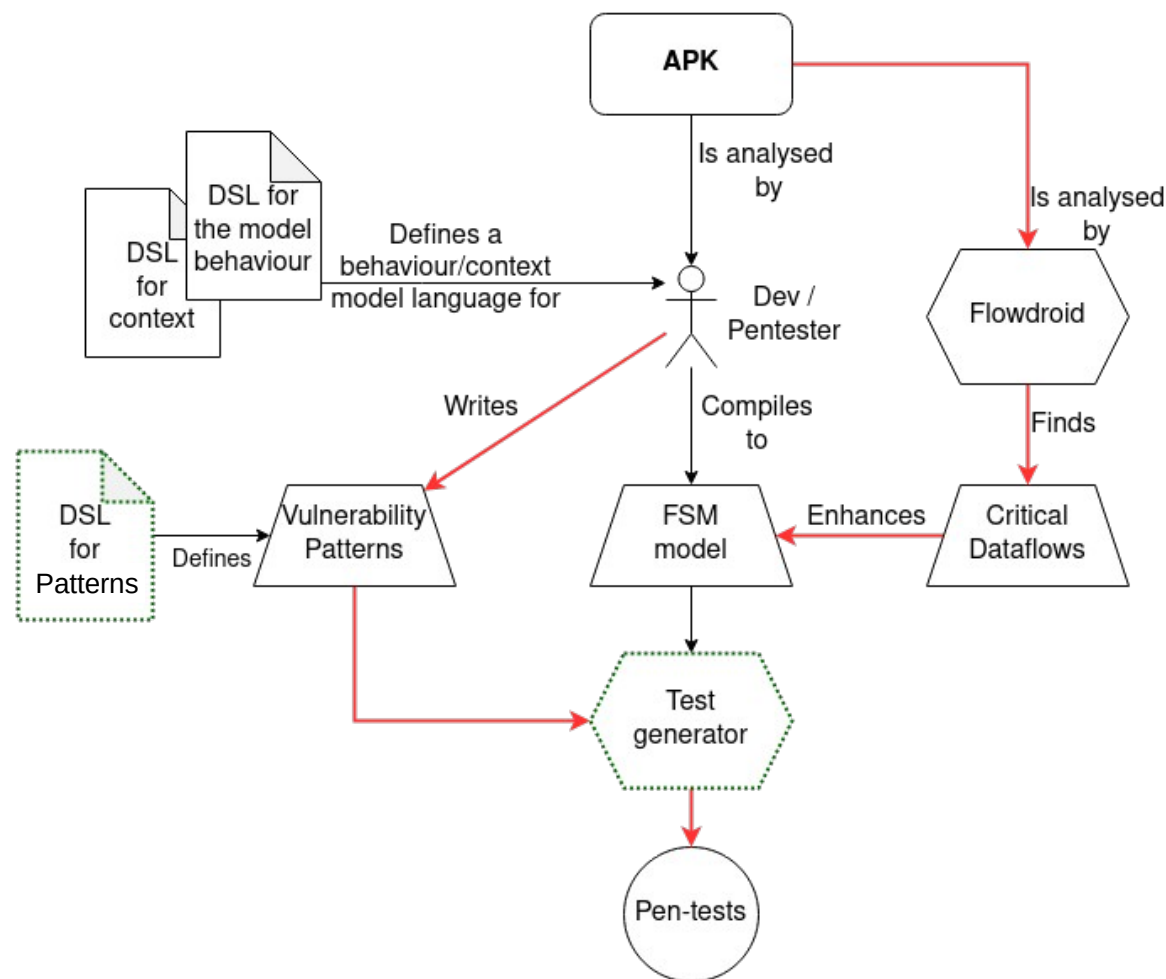 APK
Is analysed
by
Is analysed
by
DSL for
the model
behaviour
DSL
for
context
Defines a
behaviour/context
model language for
Dev /
Pentester
Flowdroid
Writes
Compiles
to
Finds
DSL
for
Patterns
Defines
Vulnerability
Patterns
FSM
model
Enhances
Critical
Dataflows
Test
generator
Pen-tests